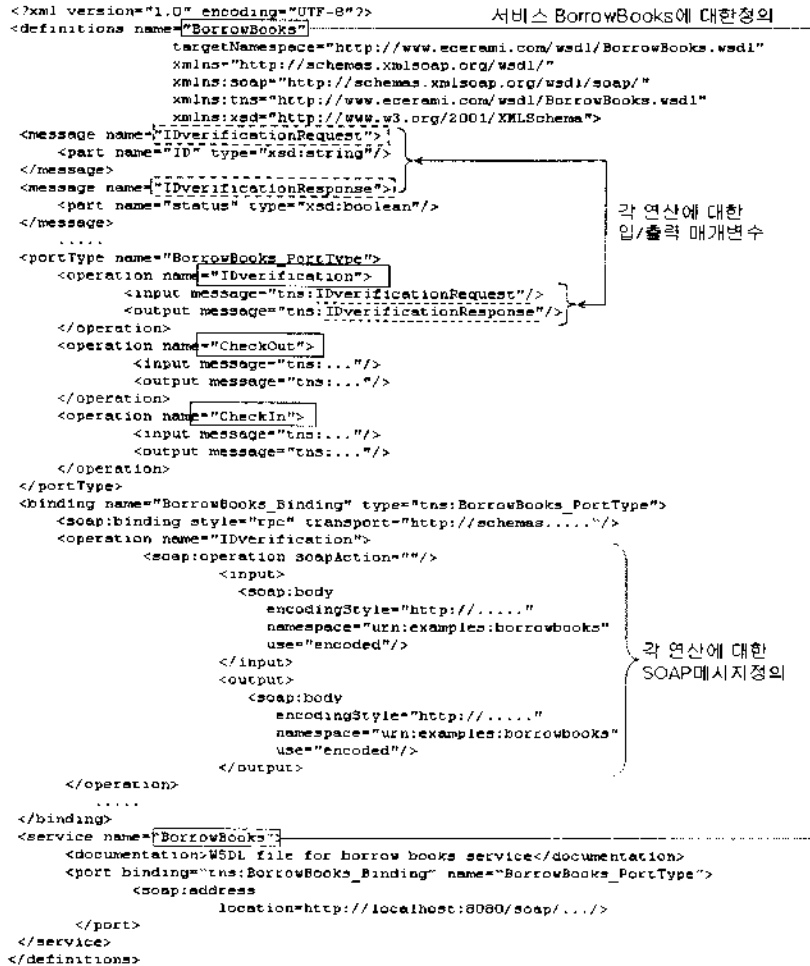 <?xml version="1.0" encoding="UTF-8"?> 서비스 BorrowBooks에 대한정의
<definitions name="BorrowBooks"
targetNamespace="http://www.ecerami.com/wsdl/BorrowBooks.wsdl"
xmlns="http://schemas.xmlsoap.org/wsdl/"
xmlns:soap="http://schemas.xmlsoap.org/wsdl/soap/"
xmlns:tns="http://www.ecerami.com/wsdl/BorrowBooks.wsdl"
xmlns:xsd="http://www.w3.org/2001/XMLSchema">
<message name="IDverificationRequest">
<part name="ID" type="xsd:string"/>
</message>
<message name="IDverificationResponse">
<part name="status" type="xsd:boolean"/>
</message>
각 연산에 대한
입/출력 매개변수
.....
<portType name="BorrowBooks_PortType">
<operation name="IDverification">
<input message="tns:IDverificationRequest"/>
<output message="tns:IDverificationResponse"/>
</operation>
<operation name="CheckOut">
<input message="tns:..."/>
<output message="tns:..."/>
</operation>
<operation name="CheckIn">
<input message="tns:..."/>
<output message="tns:..."/>
</operation>
</portType>
<binding name="BorrowBooks_Binding" type="tns:BorrowBooks_PortType">
<soap:binding style="rpc" transport="http://schemas....."/>
<operation name="IDverification">
<soap:operation soapAction=""/>
<input>
<soap:body
encodingStyle="http://....."
namespace="urn:examples:borrowbooks"
use="encoded"/>
</input>
<output>
<soap:body
encodingStyle="http://....."
namespace="urn:examples:borrowbooks"
use="encoded"/>
</output>
각 연산에 대한
SOAP메시지정의
</operation>
.....
</binding>
<service name="BorrowBooks">
<documentation>WSDL file for borrow books service</documentation>
<port binding="tns:BorrowBooks_Binding" name="BorrowBooks_PortType">
<soap:address
location=http://localhost:8080/soap/.../>
</port>
</service>
</definitions>